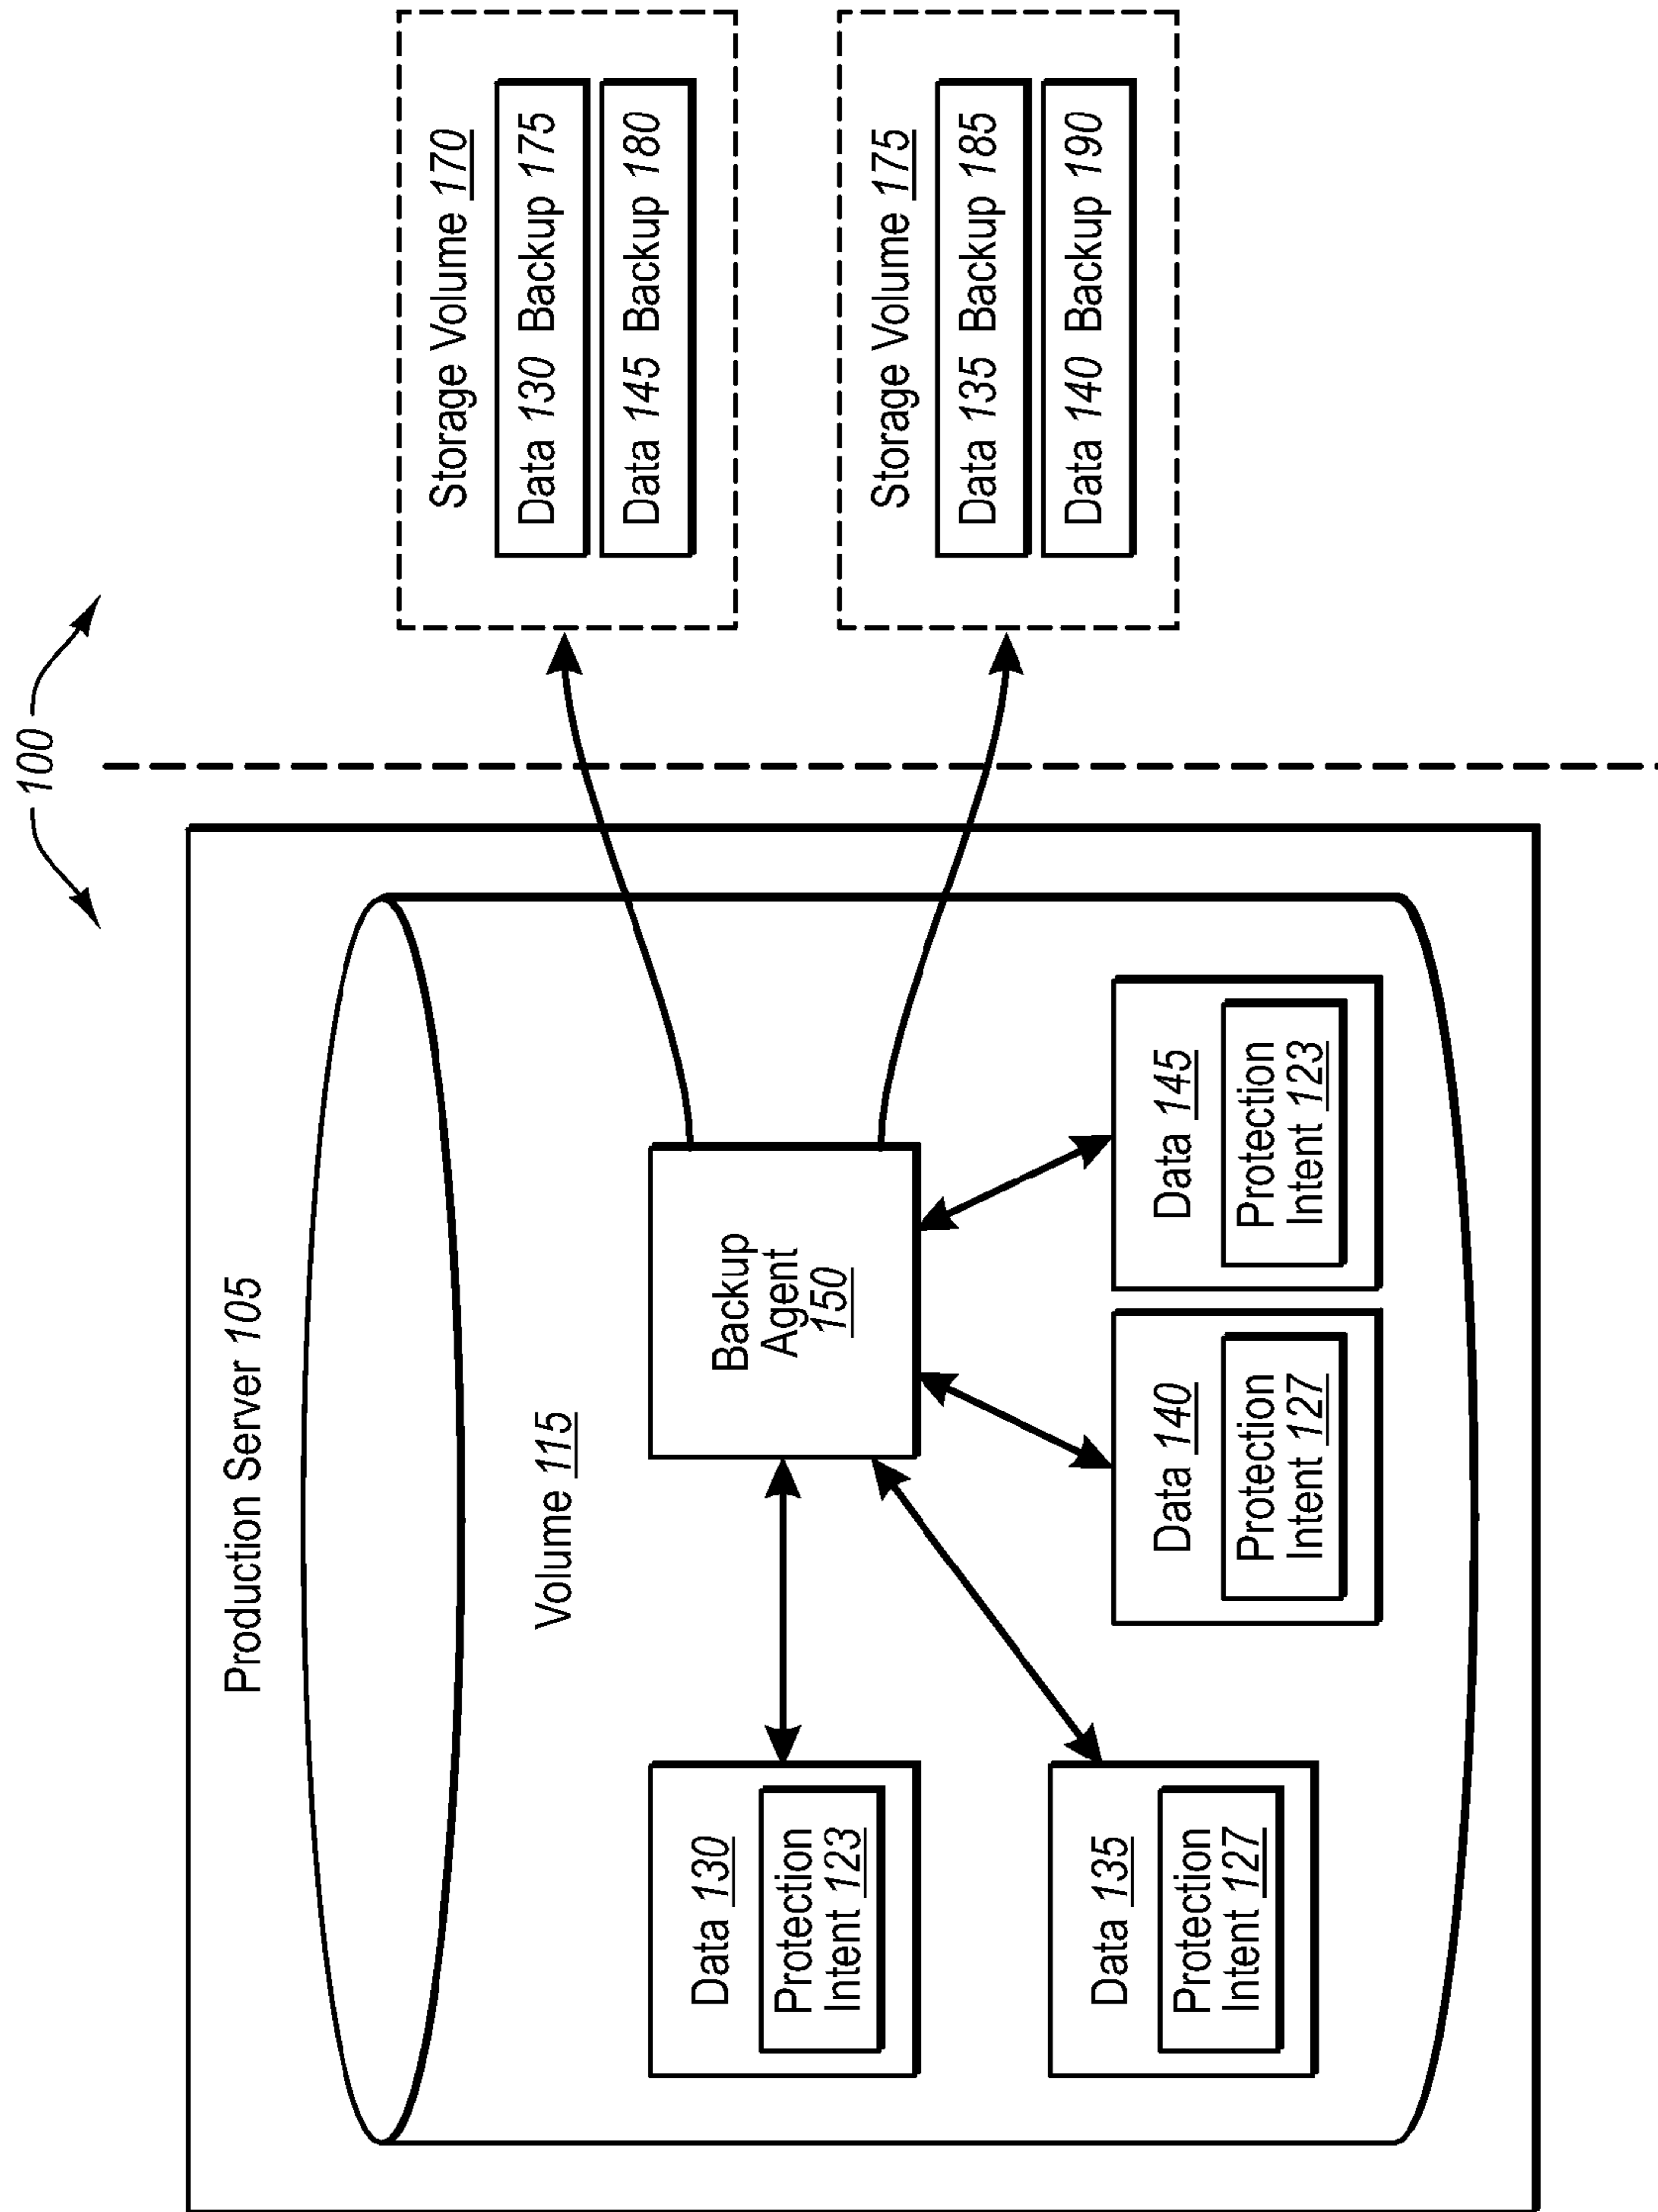 100
Production Server 105
Volume 115
Data 130
Protection
Intent 123
Data 135
Protection
Intent 127
Backup
Agent
150
Data 140
Protection
Intent 127
Data 145
Protection
Intent 123
Storage Volume 170
Data 130 Backup 175
Data 145 Backup 180
Storage Volume 175
Data 135 Backup 185
Data 140 Backup 190